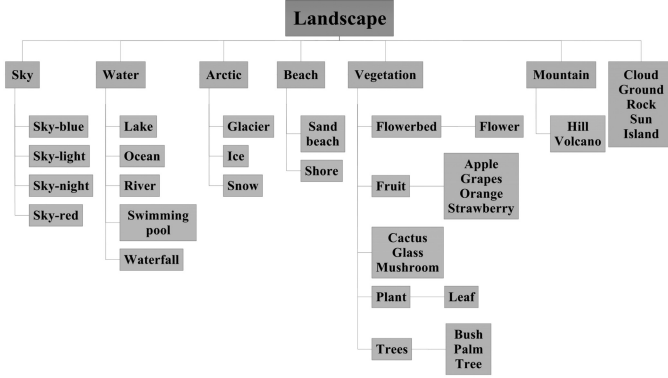 Landscape
Sky
Water
Arctic
Beach
Vegetation
Mountain
Cloud
Ground
Rock
Sun
Island
Sky-blue
Sky-light
Sky-night
Sky-red
Lake
Ocean
River
Swimming
pool
Waterfall
Glacier
Ice
Snow
Sand
beach
Shore
Flowerbed
Flower
Fruit
Apple
Grapes
Orange
Strawberry
Cactus
Glass
Mushroom
Plant
Leaf
Trees
Bush
Palm
Tree
Hill
Volcano